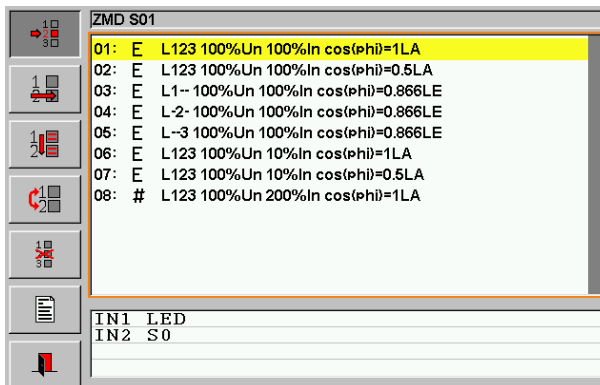 ZMD S01
01: E L123 100%Un 100%In cos(phi)=1LA
02: E L123 100%Un 100%In cos(phi)=0.5LA
03: E L1-- 100%Un 100%In cos(phi)=0.866LE
04: E L-2- 100%Un 100%In cos(phi)=0.866LE
05: E L--3 100%Un 100%In cos(phi)=0.866LE
06: E L123 100%Un 10%In cos(phi)=1LA
07: E L123 100%Un 10%In cos(phi)=0.5LA
08: # L123 100%Un 200%In cos(phi)=1LA
IN1 LED
IN2 S0